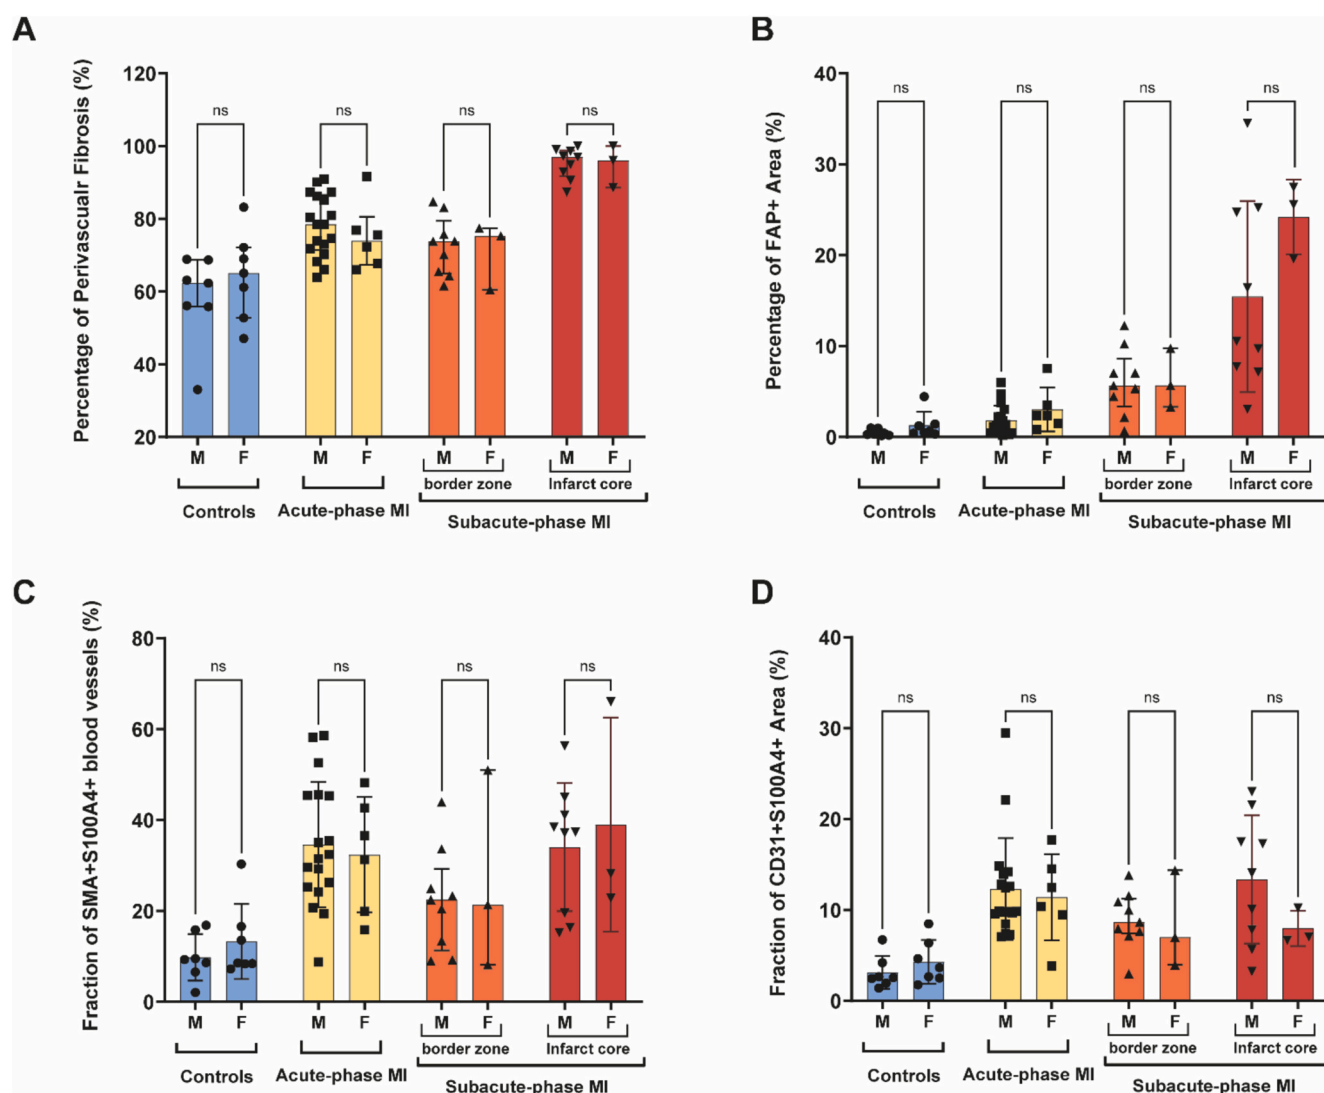 A
Percentage of Perivascualr Fibrosis (%)
120
100
80
60
40
20
ns
ns
ns
ns
M
F
M
F
M
F
M
F
border zone
Infarct core
Controls
Acute-phase MI
Subacute-phase MI
B
Percentage of FAP+ Area (%)
40
30
20
10
0
ns
ns
ns
ns
M
F
M
F
M
F
M
F
border zone
Infarct core
Controls
Acute-phase MI
Subacute-phase MI
C
Fraction of SMA+S100A4+ blood vessels (%)
80
60
40
20
0
ns
ns
ns
ns
M
F
M
F
M
F
M
F
border zone
Infarct core
Controls
Acute-phase MI
Subacute-phase MI
D
Fraction of CD31+S100A4+ Area (%)
40
30
20
10
0
ns
ns
ns
ns
M
F
M
F
M
F
M
F
border zone
Infarct core
Controls
Acute-phase MI
Subacute-phase MI